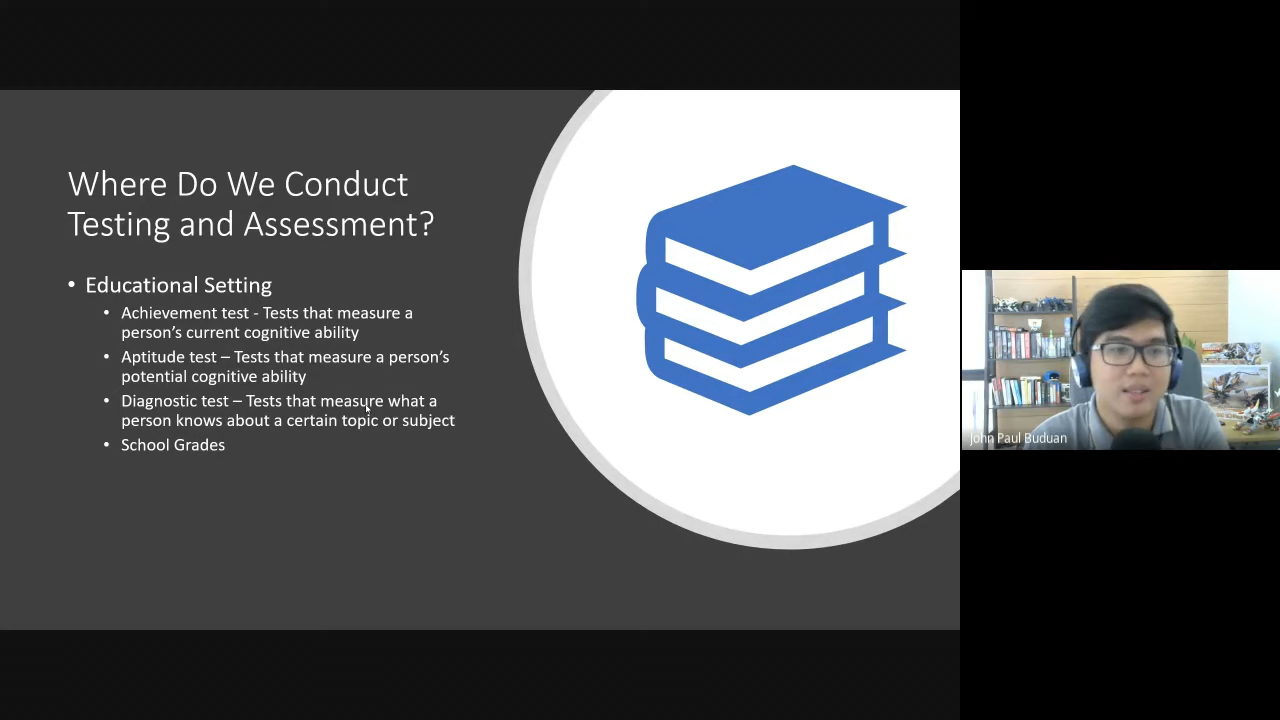 Where Do We Conduct
Testing and Assessment?
• Educational Setting
• Achievement test - Tests that measure a
person’s current cognitive ability
• Aptitude test – Tests that measure a person’s
potential cognitive ability
• Diagnostic test – Tests that measure what a
person knows about a certain topic or subject
• School Grades
John Paul Buduan